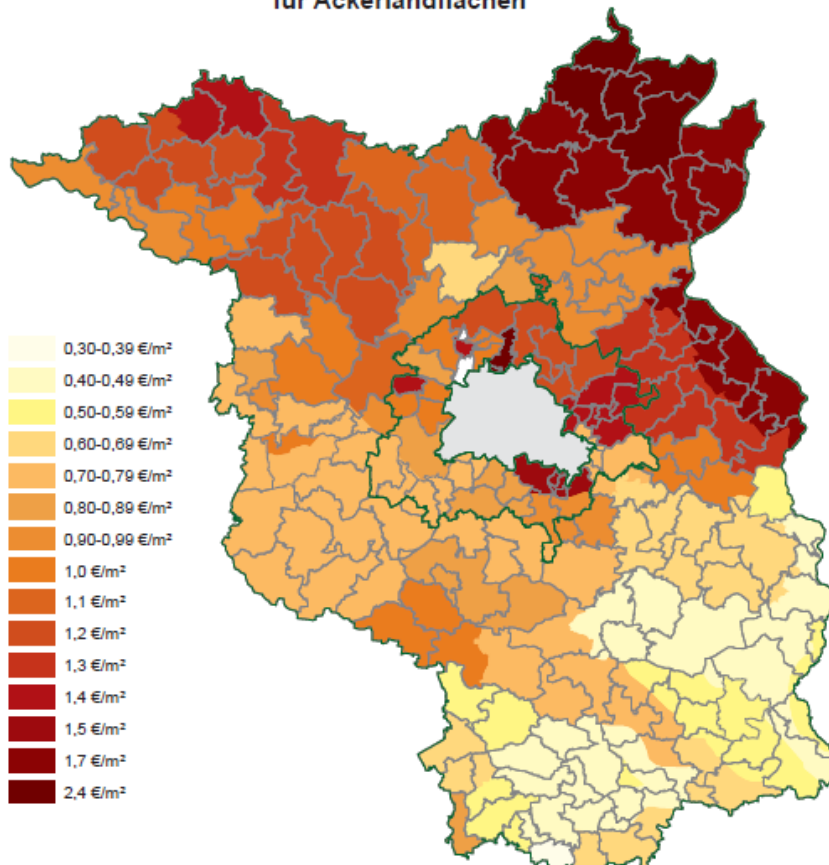 für Ackerlandflächen
0,30-0,39 €/m²
0,40-0,49 €/m²
0,50-0,59 €/m²
0,60-0,69 €/m²
0,70-0,79 €/m²
0,80-0,89 €/m²
0,90-0,99 €/m²
1,0 €/m²
1,1 €/m²
1,2 €/m²
1,3 €/m²
1,4 €/m²
1,5 €/m²
1,7 €/m²
2,4 €/m²